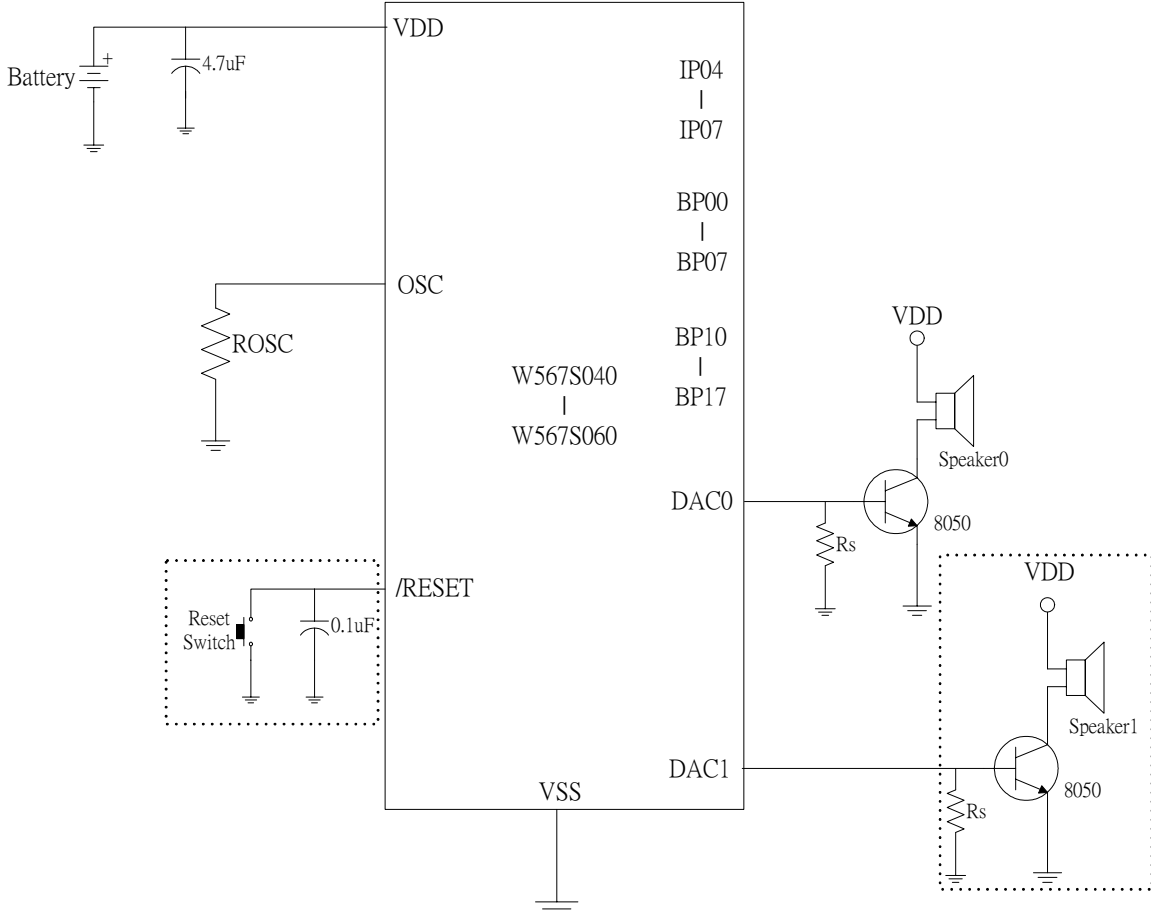 VDD
+
Battery
4.7uF
IP04
|
IP07
BP00
|
BP07
OSC
ROSC
BP10
|
BP17
W567S040
|
W567S060
VDD
Speaker0
DAC0
8050
Rs
/RESET
Reset
Switch
0.1uF
VDD
Speaker1
DAC1
8050
Rs
VSS